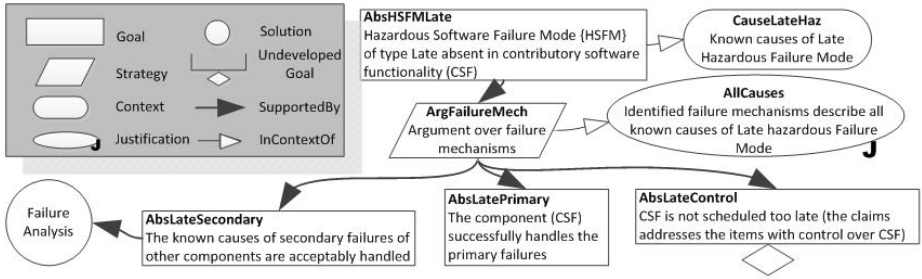 Goal
Solution
Strategy
Undeveloped
Goal
Context
SupportedBy
Justification
J
InContextOf
AbsHSFMLate
Hazardous Software Failure Mode {HSFM}
of type Late absent in contributory software
functionality (CSF)
CauseLateHaz
Known causes of Late
Hazardous Failure Mode
ArgFailureMech
Argument over failure
mechanisms
AllCauses
Identified failure mechanisms describe all
known causes of Late hazardous Failure
Mode
J
Failure
Analysis
AbsLateSecondary
The known causes of secondary failures of
other components are acceptably handled
AbsLatePrimary
The component (CSF)
successfully handles the
primary failures
AbsLateControl
CSF is not scheduled too late (the claims
addresses the items with control over CSF)